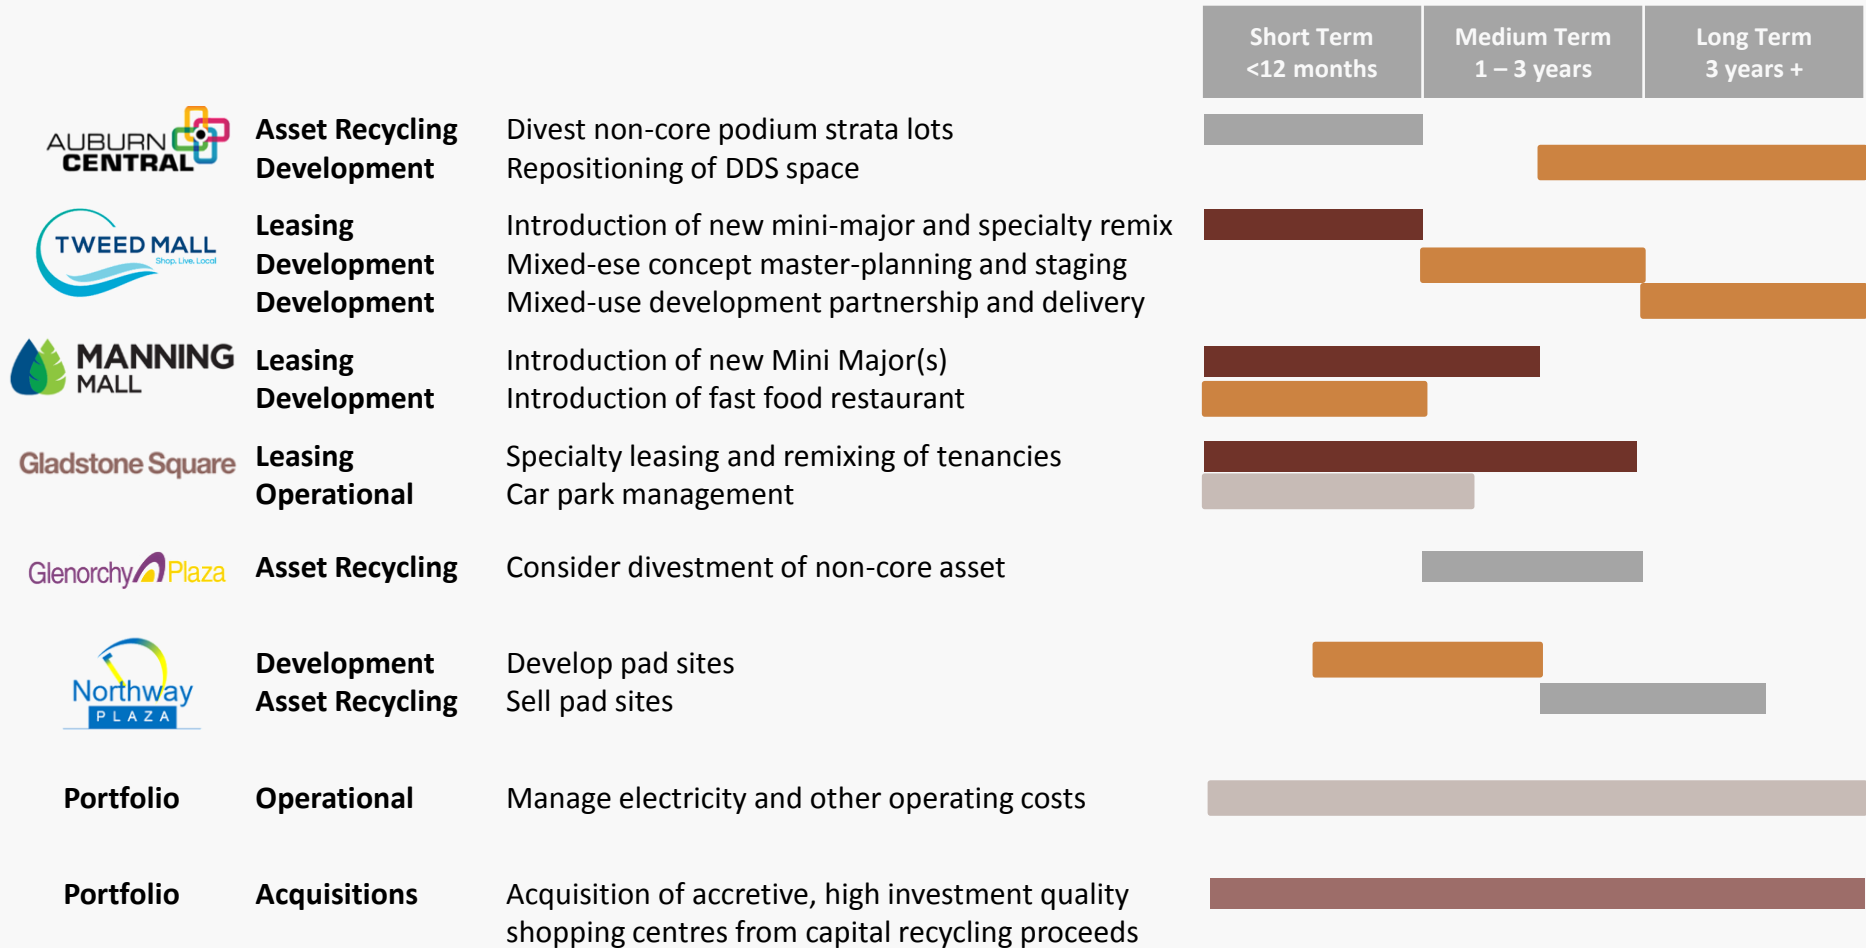 Short Term
<12 months
Medium Term
1 – 3 years
Long Term
3 years +
AUBURN
CENTRAL
Asset Recycling Divest non-core podium strata lots
Development Repositioning of DDS space
TWEED MALL
Shop. Live. Local
Leasing Introduction of new mini-major and specialty remix
Development Mixed-ese concept master-planning and staging
Development Mixed-use development partnership and delivery
MANNING
MALL
Leasing Introduction of new Mini Major(s)
Development Introduction of fast food restaurant
Gladstone Square
Leasing Specialty leasing and remixing of tenancies
Operational Car park management
Glenorchy Plaza
Asset Recycling Consider divestment of non-core asset
Northway
PLAZA
Development Develop pad sites
Asset Recycling Sell pad sites
Portfolio Operational Manage electricity and other operating costs
Portfolio Acquisitions Acquisition of accretive, high investment quality
shopping centres from capital recycling proceeds